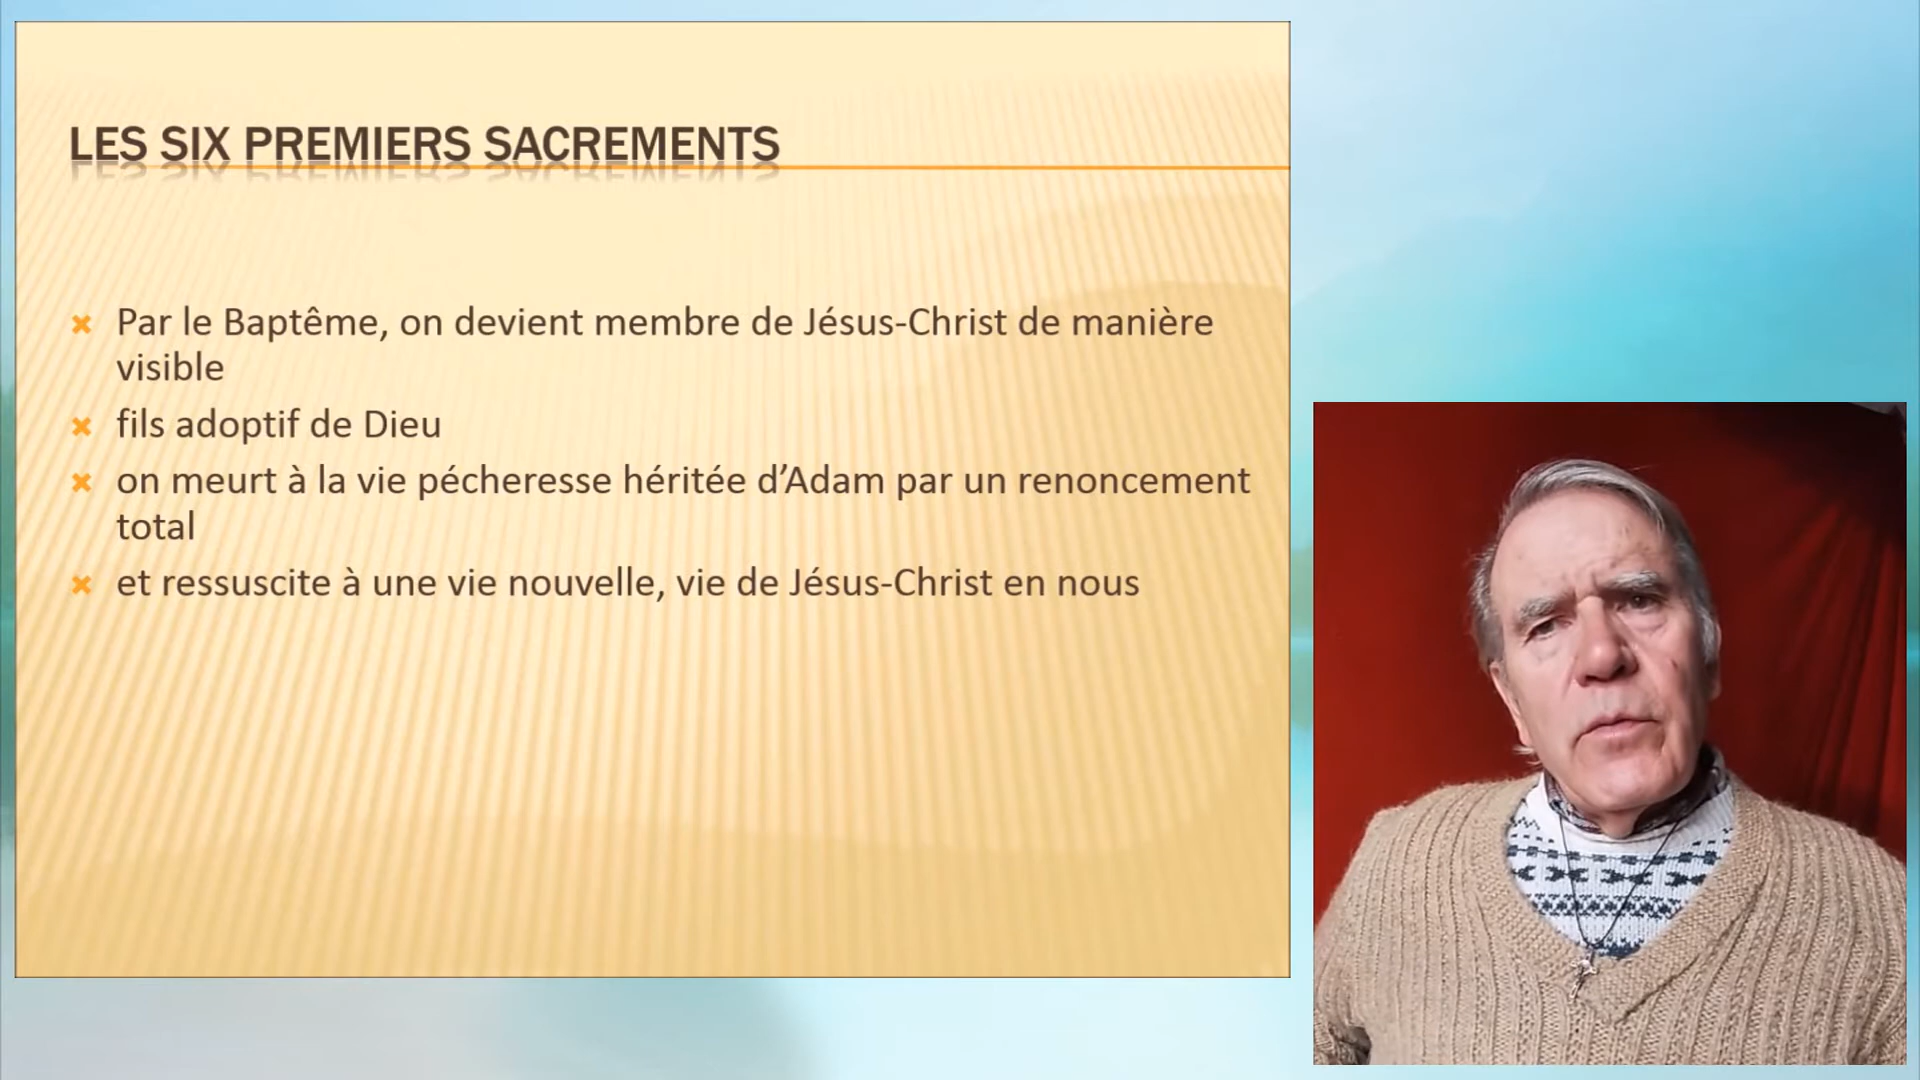 LES SIX PREMIERS SACREMENTS
Par le Baptême, on devient membre de Jésus-Christ de manière
visible
fils adoptif de Dieu
on meurt à la vie pécheresse héritée d’Adam par un renoncement
total
et ressuscite à une vie nouvelle, vie de Jésus-Christ en nous